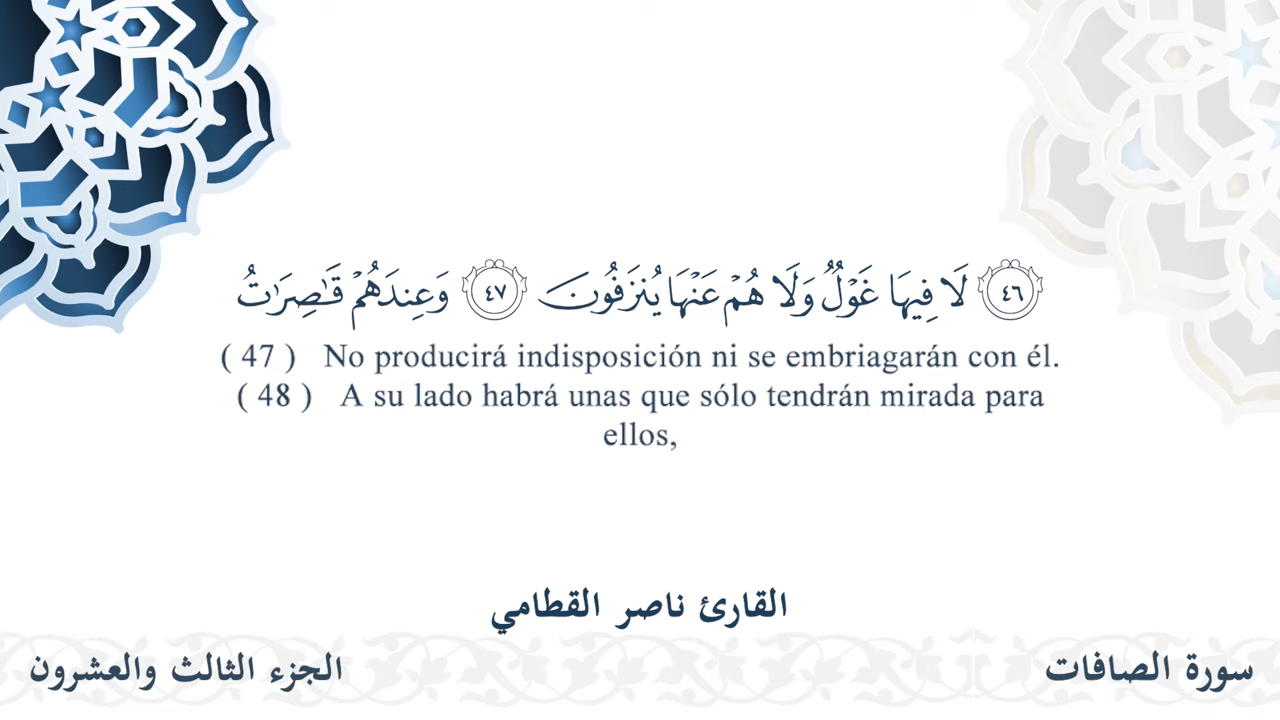 ٤٦ لَا فِيهَا غَوْلٌ وَلَا هُمْ عَنْهَا يُنزَفُونَ ٤٧ وَعِندَهُمْ قَٰصِرَٰتُ
( 47 ) No producirá indisposición ni se embriagarán con él.
( 48 ) A su lado habrá unas que sólo tendrán mirada para
ellos,
القارئ ناصر القطامي
سورة الصافات
الجزء الثالث والعشرون